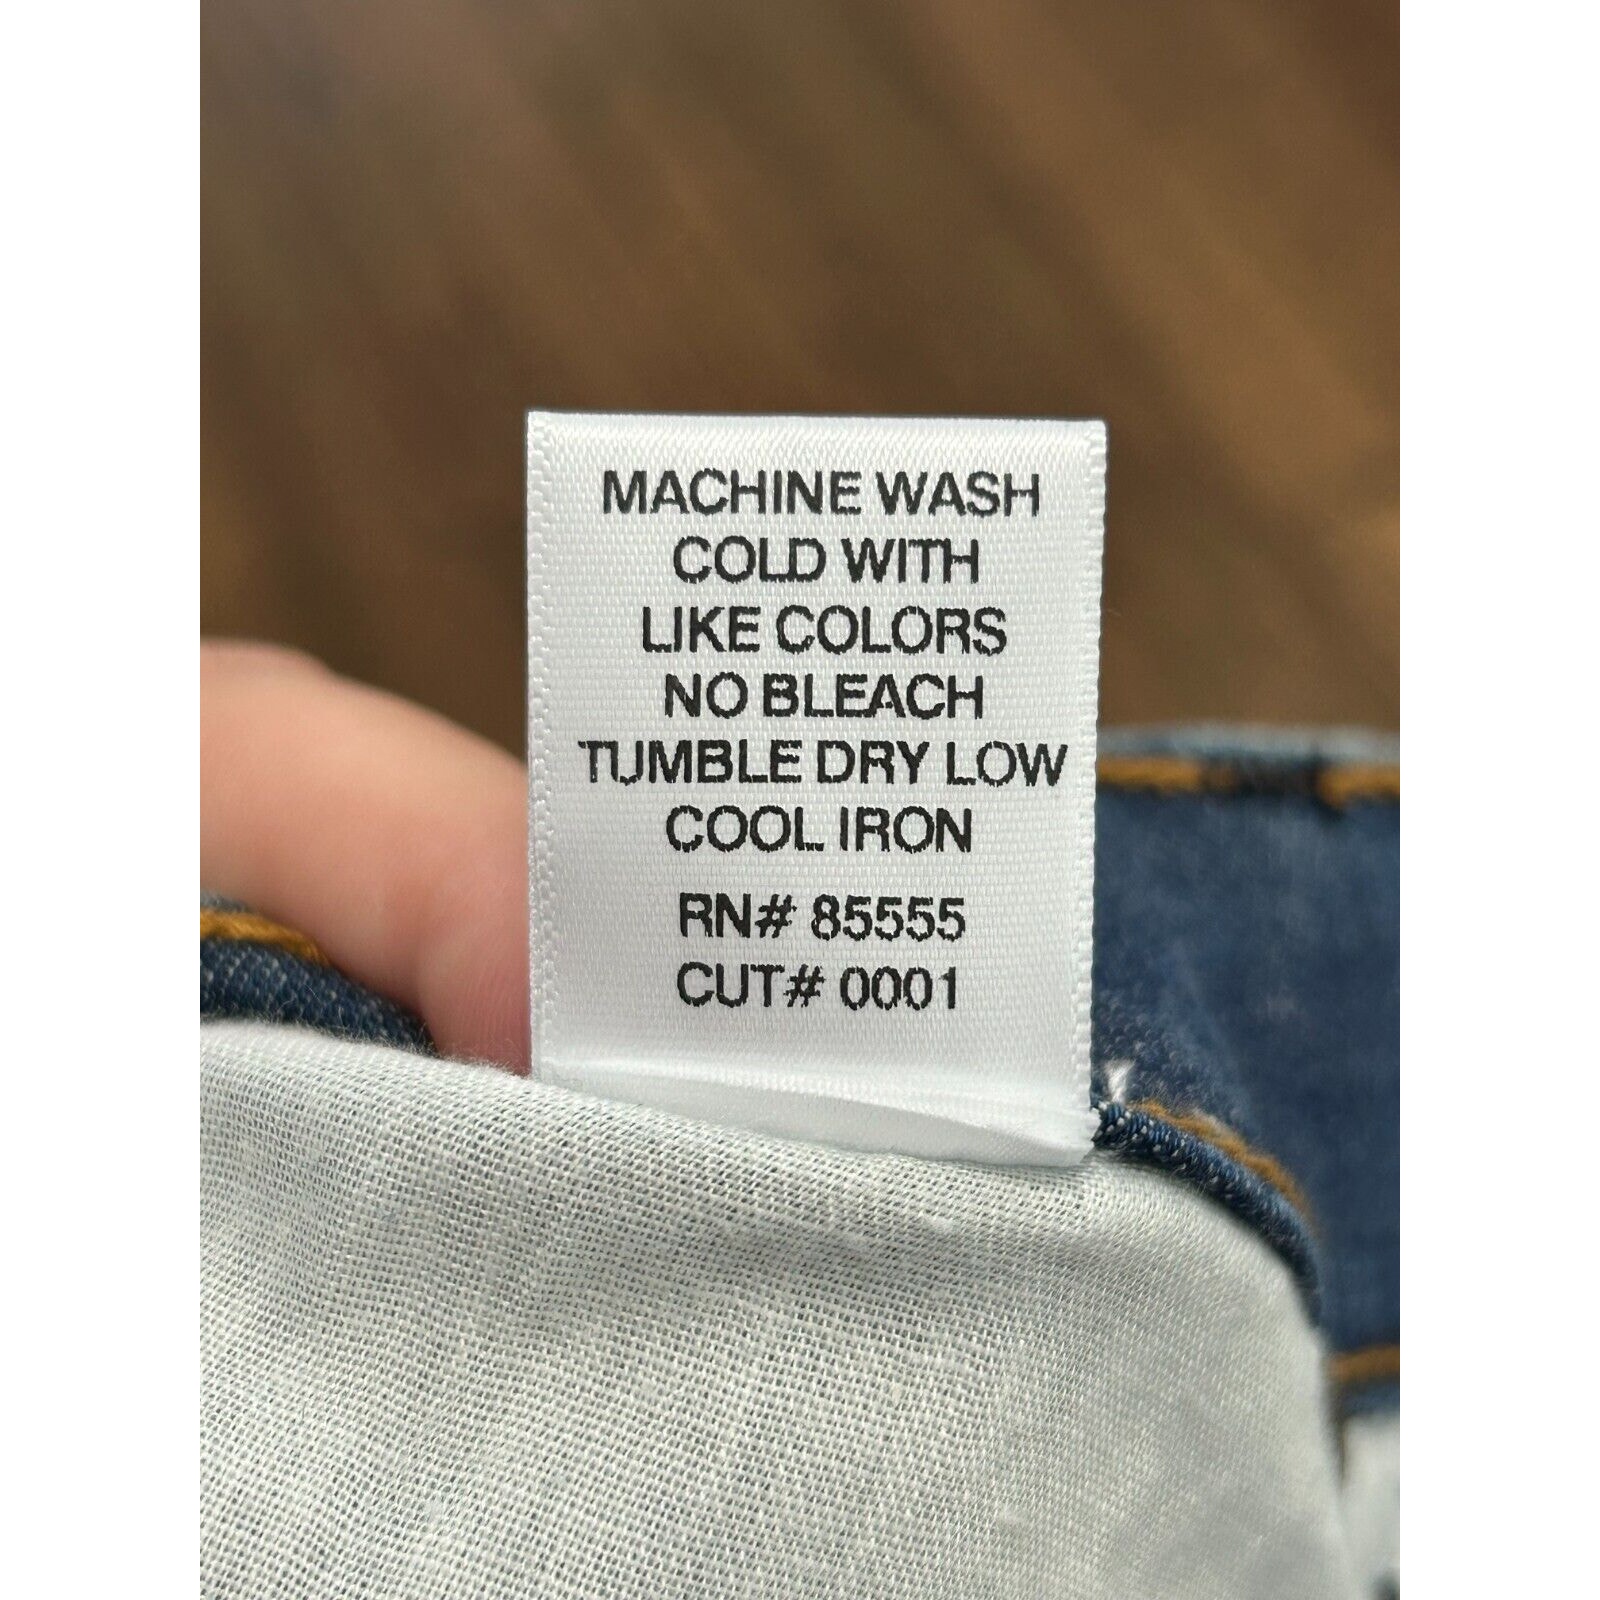 MACHINE WASH
COLD WITH
LIKE COLORS
NO BLEACH
TUMBLE DRY LOW
COOL IRON
RN# 85555
CUT# 0001